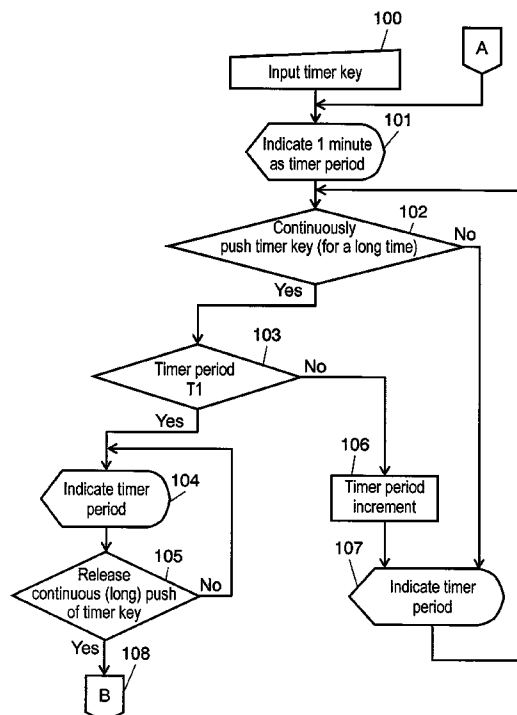 100
A
Input timer key
101
Indicate 1 minute
as timer period
102
Continuously
push timer key (for a long time)
No
Yes
103
Timer period
T1
No
Yes
106
104
Indicate timer
period
Timer period
increment
105
107
Release
continuous (long) push
of timer key
No
Indicate timer
period
Yes
108
B